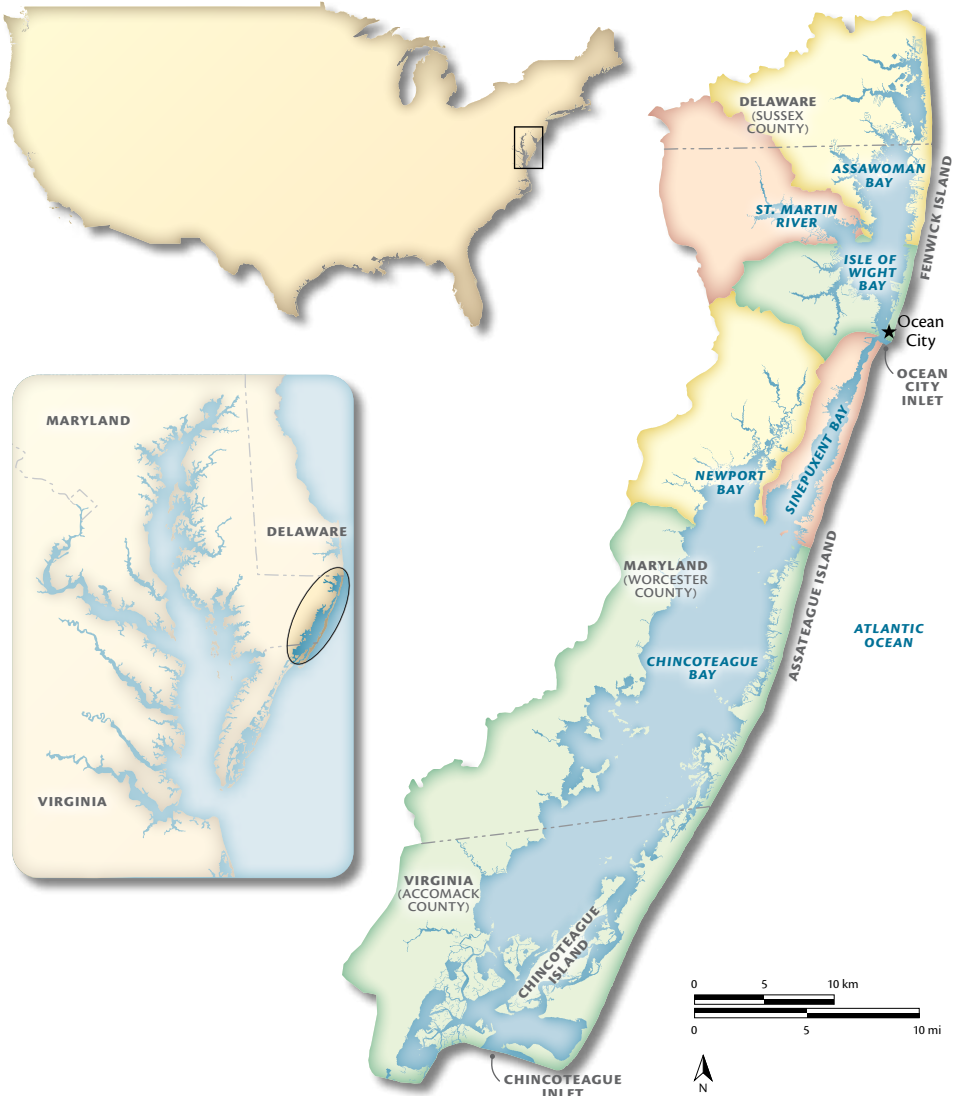 DELAWARE
(SUSSEX
COUNTY)
ASSAWOMAN
BAY
FENWICK ISLAND
ST. MARTIN
RIVER
ISLE OF
WIGHT
BAY
Ocean
City
OCEAN
CITY
INLET
SINEPUXENT BAY
NEWPORT
BAY
MARYLAND
(WORCESTER
COUNTY)
ASSATEAGUE ISLAND
ATLANTIC
OCEAN
CHINCOTEAGUE
BAY
VIRGINIA
(ACCOMACK
COUNTY)
CHINCOTEAGUE
ISLAND
CHINCOTEAGUE
INLET
MARYLAND
DELAWARE
VIRGINIA
0 5 10 km
0 5 10 mi
N